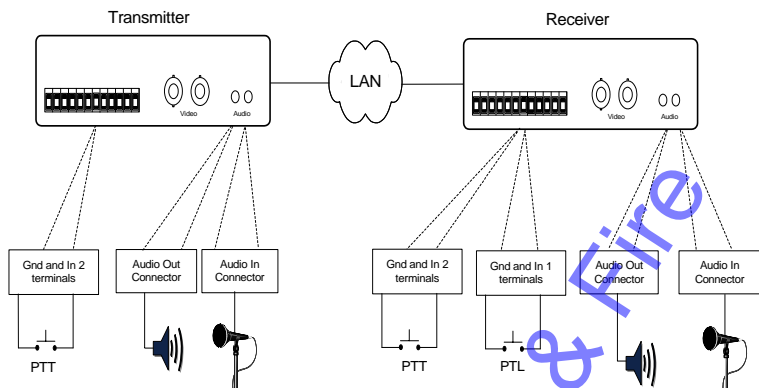 Transmitter
Receiver
LAN
Video
Audio
Video
Audio
Gnd and In 2
terminals
Audio Out
Connector
Audio In
Connector
Gnd and In 2
terminals
Gnd and In 1
terminals
Audio Out
Connector
Audio In
Connector
PTT
PTT
PTL
& Fire